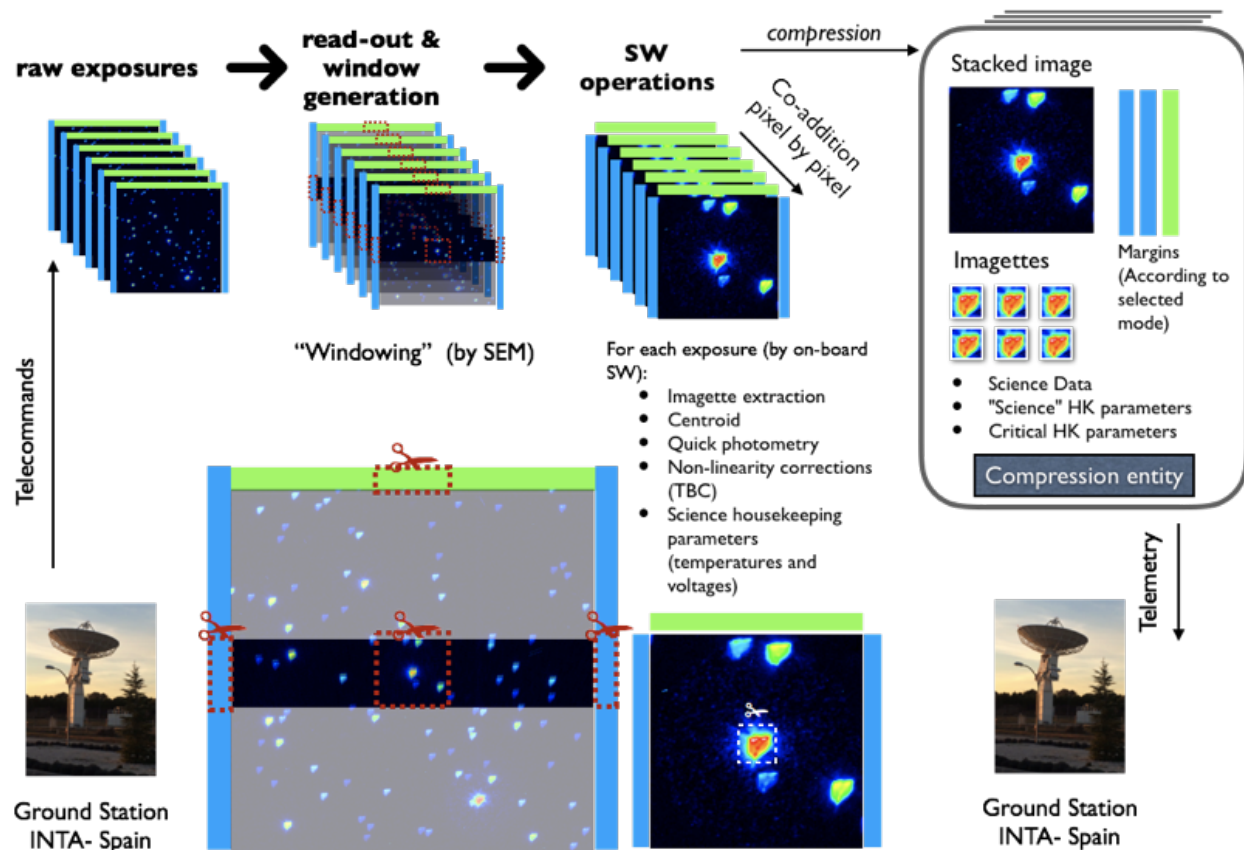 raw exposures
read-out &
window
generation
SW
operations
compression
Co-addition
pixel by pixel
Stacked image
Imagettes
Margins
(According to
selected
mode)
• Science Data
• "Science" HK parameters
• Critical HK parameters
Compression entity
"Windowing" (by SEM)
For each exposure (by on-board
SW):
• Imagette extraction
• Centroid
• Quick photometry
• Non-linearity corrections
(TBC)
• Science housekeeping
parameters
(temperatures and
voltages)
Telecommands
Telemetry
Ground Station
INTA- Spain
Ground Station
INTA- Spain